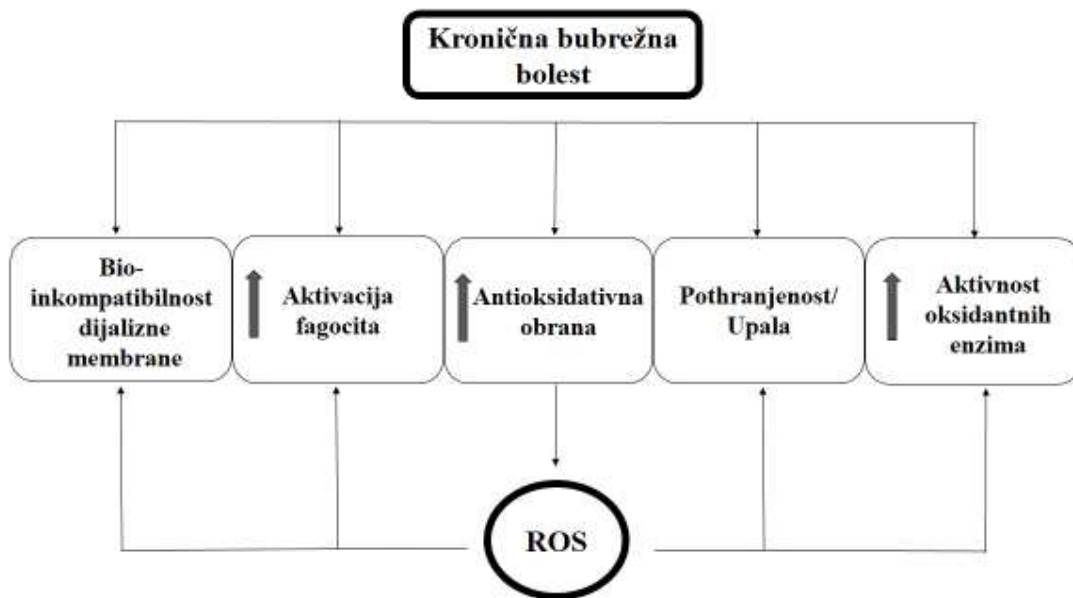 Kronična bubrežna
bolest
Bio-
inkompatibilnost
dijalizne
membrane
Aktivacija
fagocita
Antioksidativna
obrana
Pothranjenost/
Upala
Aktivnost
oksidantnih
enzima
ROS